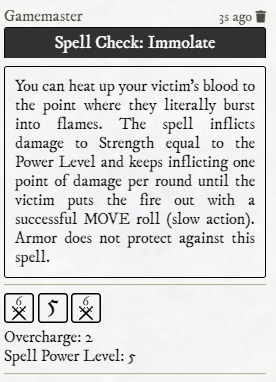 Gamemaster 3s ago
Spell Check: Immolate
You can heat up your victim's blood to
the point where they literally burst
into flames. The spell inflicts
damage to Strength equal to the
Power Level and keeps inflicting one
point of damage per round until the
victim puts the fire out with a
successful MOVE roll (slow action).
Armor does not protect against this
spell.
6 5 6
Overcharge: 2
Spell Power Level: 5